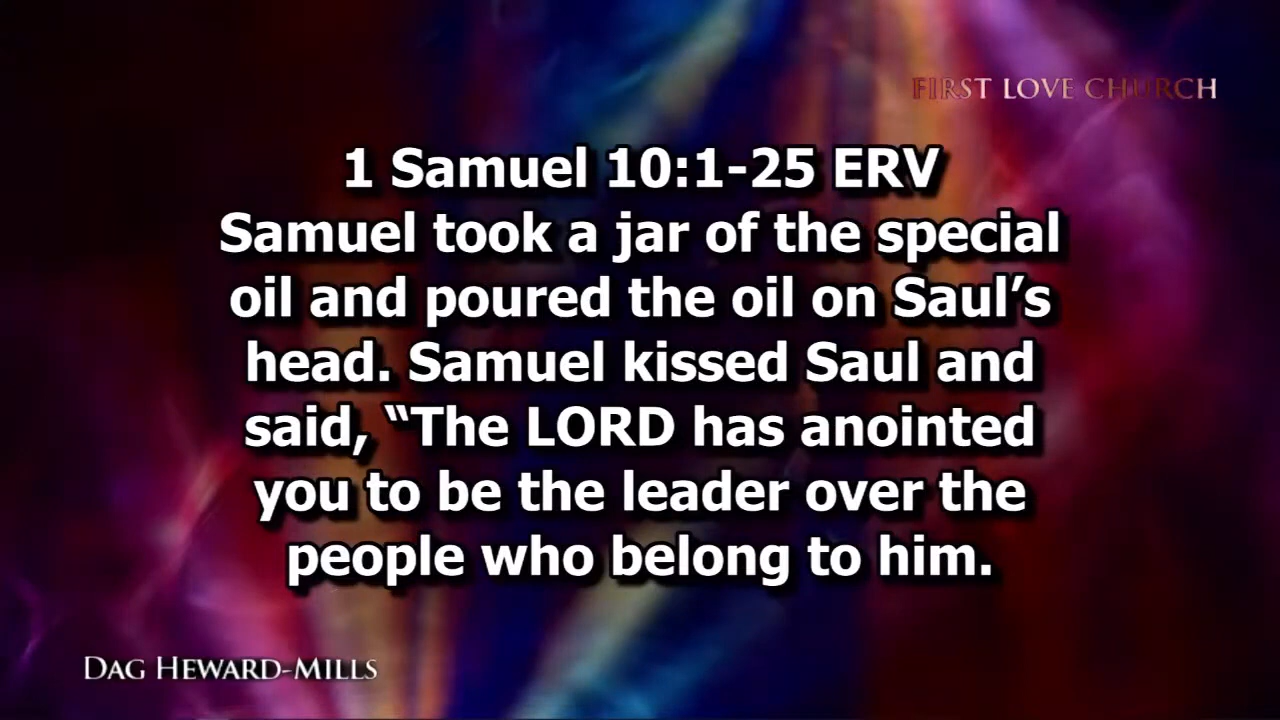 FIRST LOVE CHURCH
1 Samuel 10:1-25 ERV
Samuel took a jar of the special
oil and poured the oil on Saul’s
head. Samuel kissed Saul and
said, “The LORD has anointed
you to be the leader over the
people who belong to him.
DAG HEWARD-MILLS